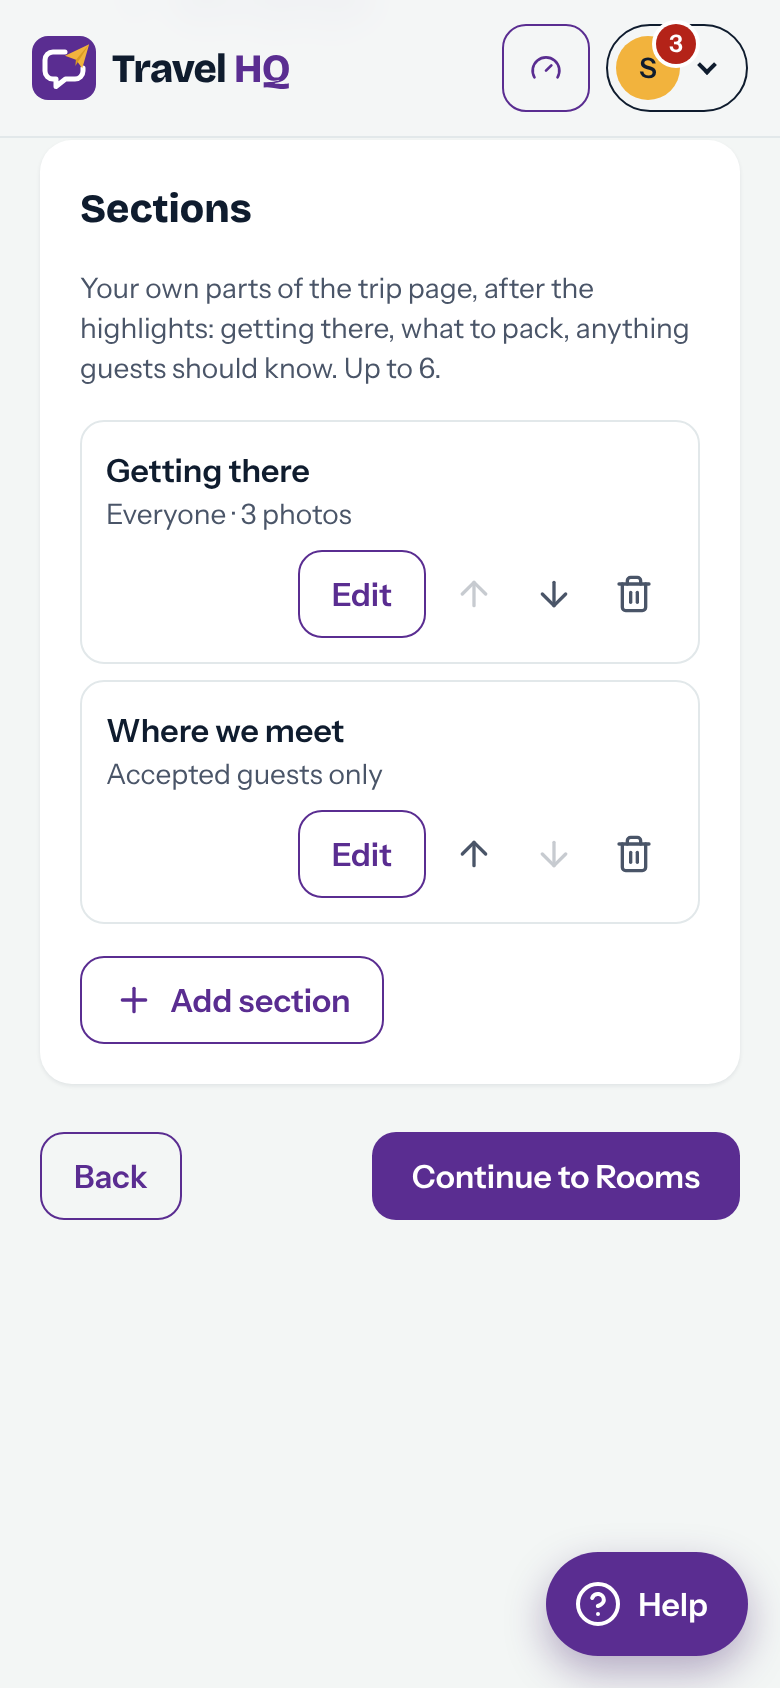 Travel HQ
S
3
Sections
Your own parts of the trip page, after the
highlights: getting there, what to pack, anything
guests should know. Up to 6.
Getting there
Everyone · 3 photos
Edit
Where we meet
Accepted guests only
Edit
Add section
Back
Continue to Rooms
Help